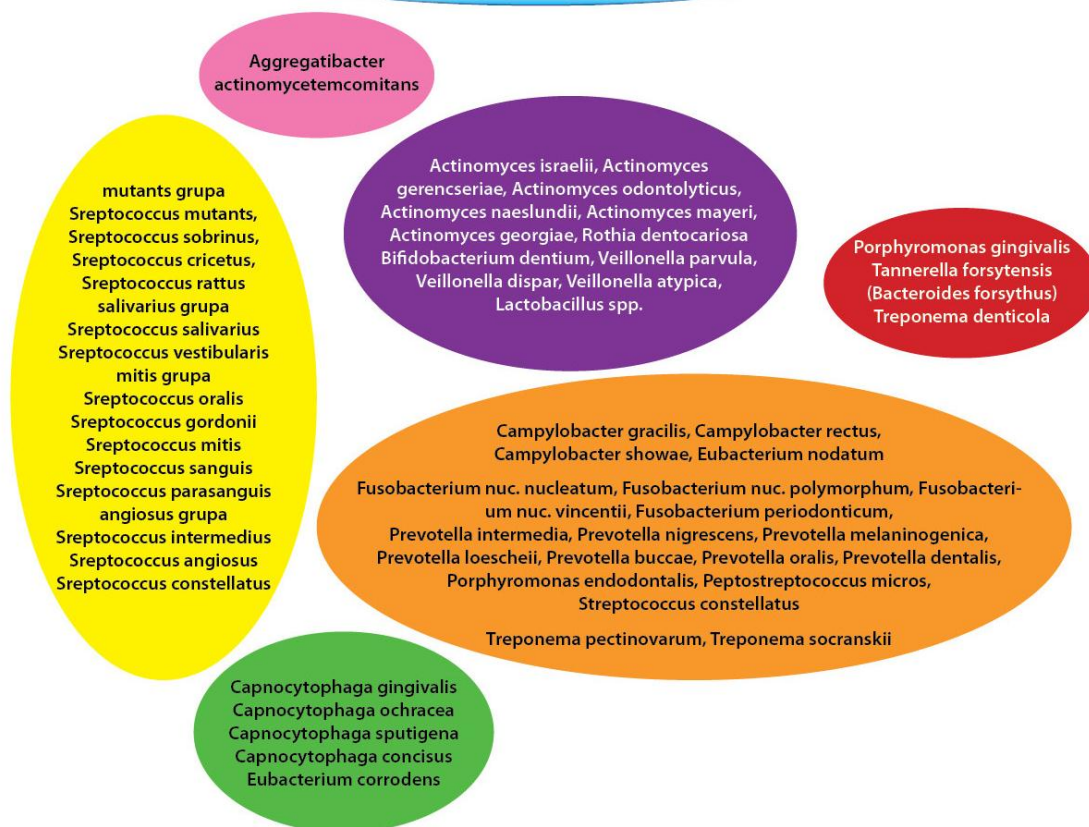 Aggregatibacter
actinomycetemcomitans
mutants grupa
Sreptococcus mutants,
Sreptococcus sobrinus,
Sreptococcus cricetus,
Sreptococcus rattus
salivarius grupa
Sreptococcus salivarius
Sreptococcus vestibularis
mitis grupa
Sreptococcus oralis
Sreptococcus gordonii
Sreptococcus mitis
Sreptococcus sanguis
Sreptococcus parasanguis
angiosus grupa
Sreptococcus intermedius
Sreptococcus angiosus
Sreptococcus constellatus
Actinomyces israelii, Actinomyces
gerencseriae, Actinomyces odontolyticus,
Actinomyces naeslundii, Actinomyces mayeri,
Actinomyces georgiae, Rothia dentocariosa
Bifidobacterium dentium, Veillonella parvula,
Veillonella dispar, Veillonella atypica,
Lactobacillus spp.
Porphyromonas gingivalis
Tannerella forsytensis
(Bacteroides forsythus)
Treponema denticola
Campylobacter gracilis, Campylobacter rectus,
Campylobacter showae, Eubacterium nodatum
Fusobacterium nuc. nucleatum, Fusobacterium nuc. polymorphum, Fusobacteri-
um nuc. vincentii, Fusobacterium periodonticum,
Prevotella intermedia, Prevotella nigrescens, Prevotella melaninogenica,
Prevotella loescheii, Prevotella buccae, Prevotella oralis, Prevotella dentalis,
Porphyromonas endodontalis, Peptostreptococcus micros,
Streptococcus constellatus
Treponema pectinovarum, Treponema socranskii
Capnocytophaga gingivalis
Capnocytophaga ochracea
Capnocytophaga sputigena
Capnocytophaga concisus
Eubacterium corrodens